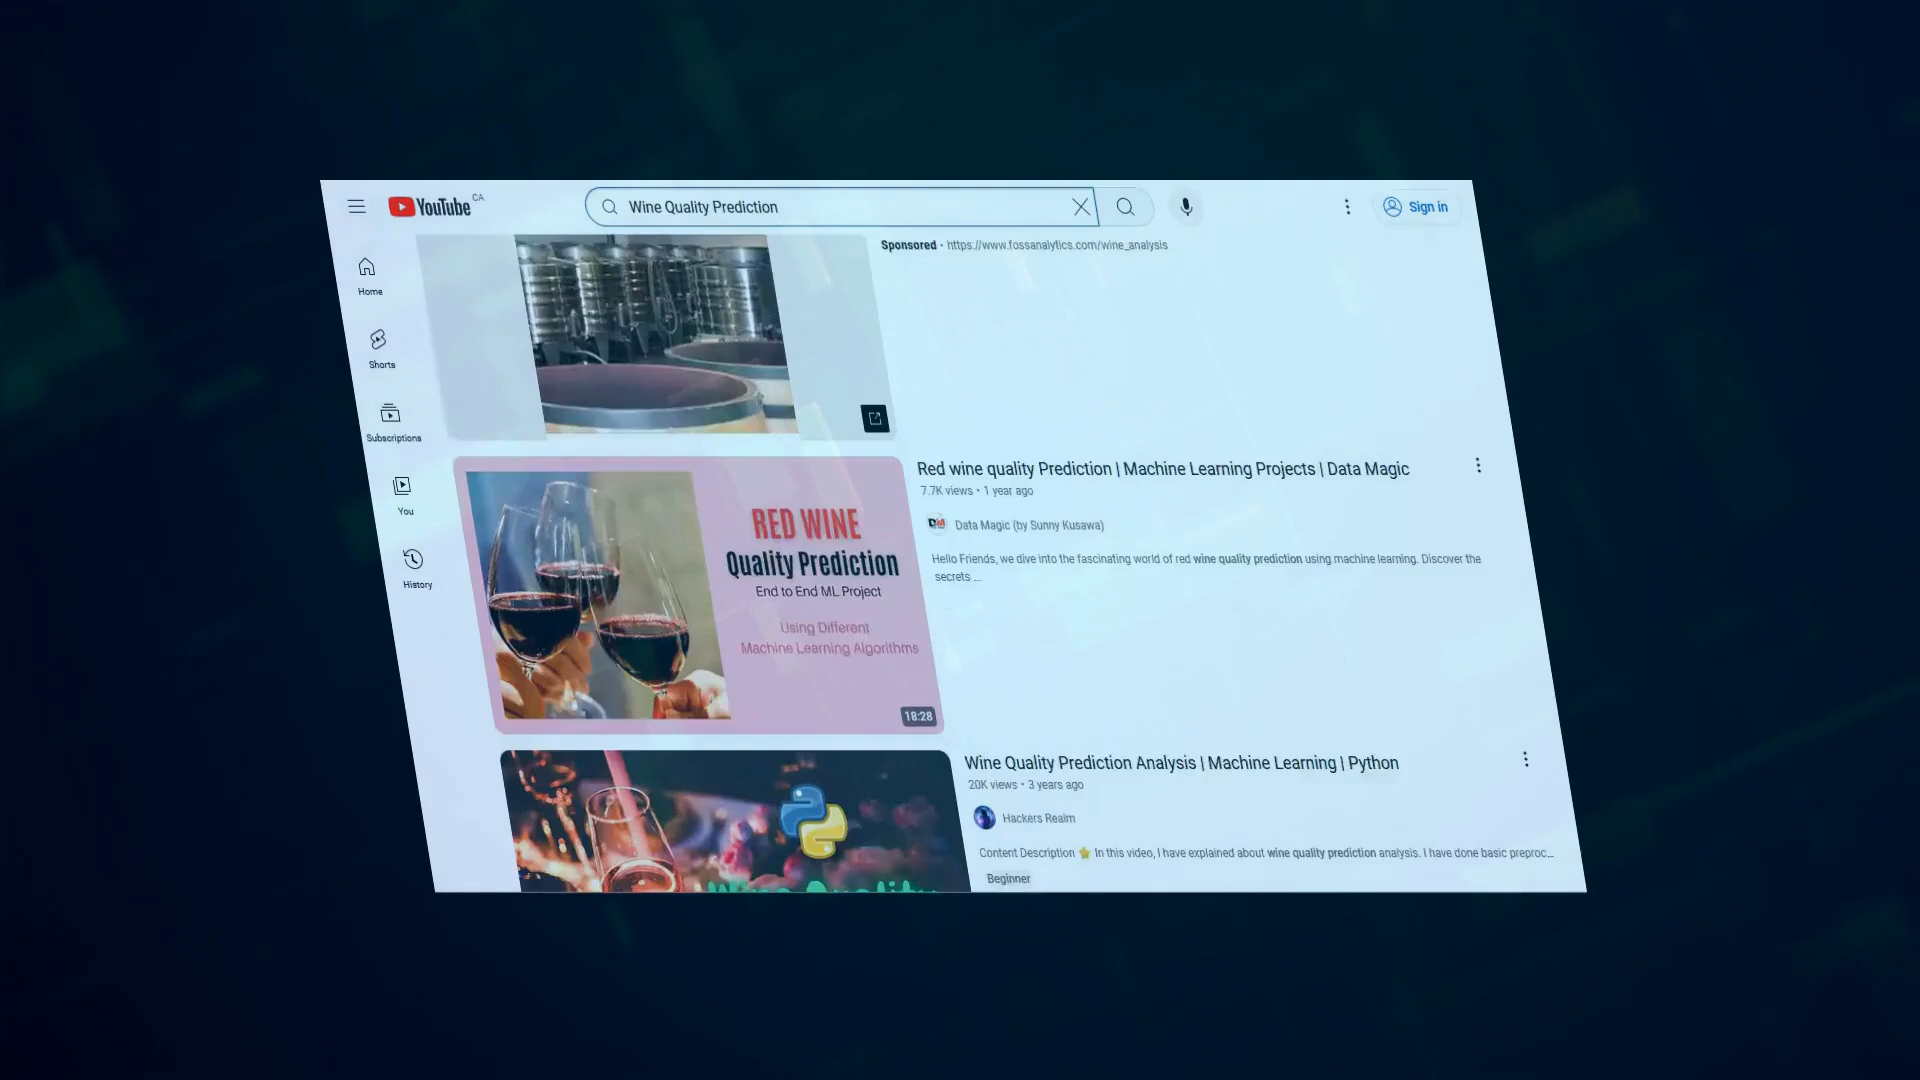 YouTube CA
Wine Quality Prediction
Sign in
Home
Shorts
Subscriptions
You
History
Sponsored · https://www.fossanalytics.com/wine_analysis
RED WINE
Quality Prediction
End to End ML Project
Using Different
Machine Learning Algorithms
18:28
Red wine quality Prediction | Machine Learning Projects | Data Magic
7.7K views • 1 year ago
DM
Data Magic (by Sunny Kusawa)
Hello Friends, we dive into the fascinating world of red wine quality prediction using machine learning. Discover the
secrets ...
Wine Quality
Wine Quality Prediction Analysis | Machine Learning | Python
20K views • 3 years ago
Hackers Realm
Content Description ⭐ In this video, I have explained about wine quality prediction analysis. I have done basic preproc...
Beginner